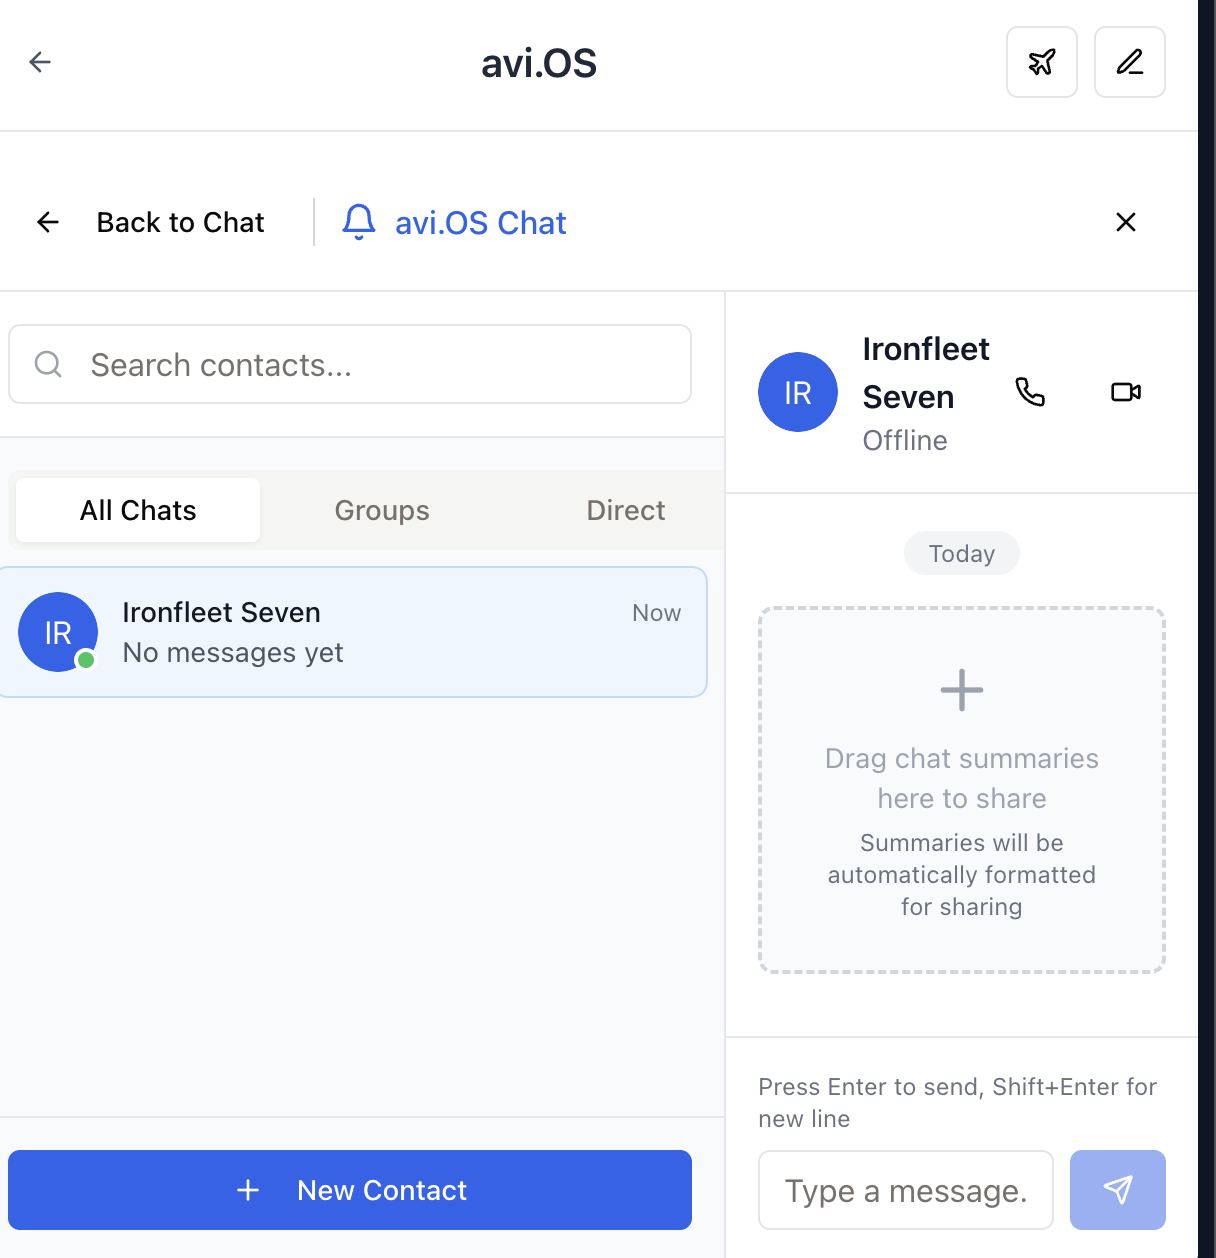 avi.OS
Back to Chat
avi.OS Chat
Search contacts...
All Chats
Groups
Direct
IR
Ironfleet Seven
Now
No messages yet
New Contact
IR
Ironfleet
Seven
Offline
Today
Drag chat summaries
here to share
Summaries will be
automatically formatted
for sharing
Press Enter to send, Shift+Enter for
new line
Type a message.